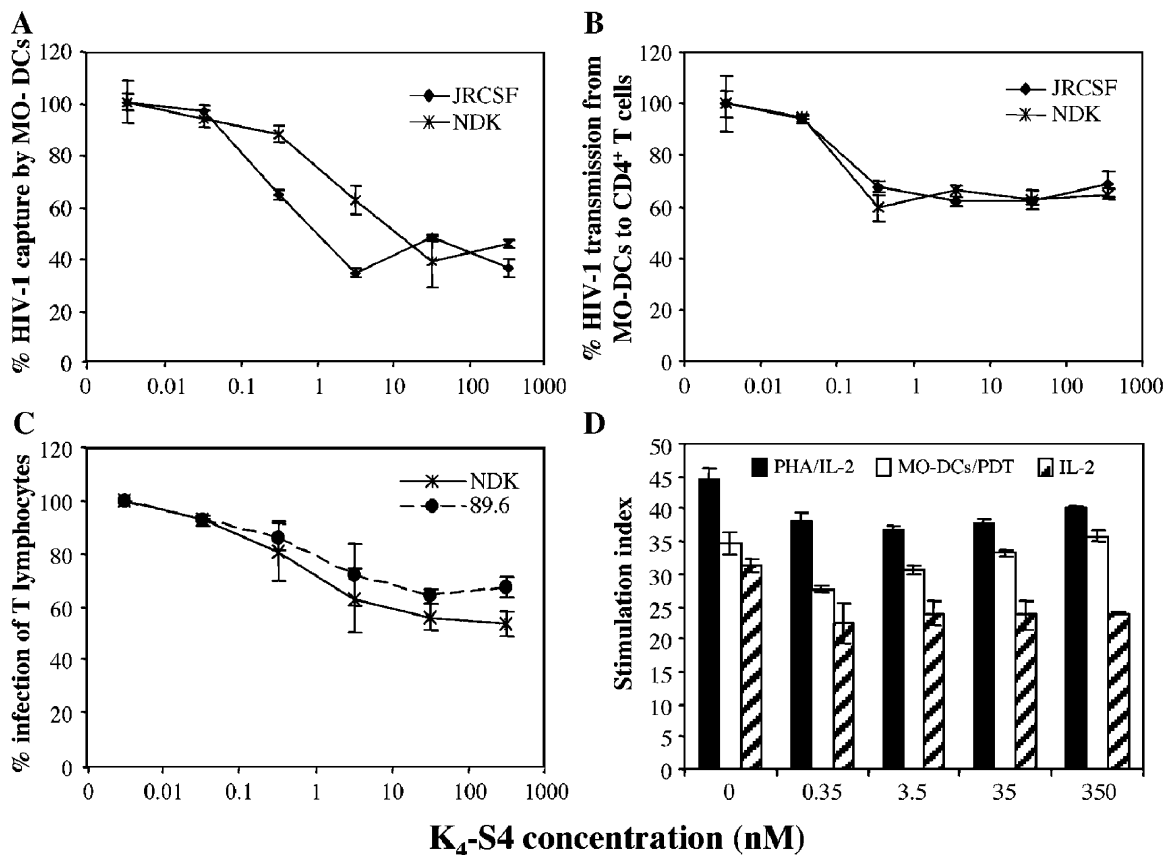 A
% HIV-1 capture by MO- DCs
120
100
80
60
40
20
0
JRCSF
NDK
0 0.01 0.1 1 10 100 1000
B
% HIV-1 transmission from
MO-DCs to CD4⁺ T cells
120
100
80
60
40
20
0
JRCSF
NDK
0 0.01 0.1 1 10 100 1000
C
% infection of T lymphocytes
120
100
80
60
40
20
0
NDK
89.6
0 0.01 0.1 1 10 100 1000
D
Stimulation index
50
45
40
35
30
25
20
15
10
5
0
PHA/IL-2 MO-DCs/PDT IL-2
0 0.35 3.5 35 350
K₄-S4 concentration (nM)